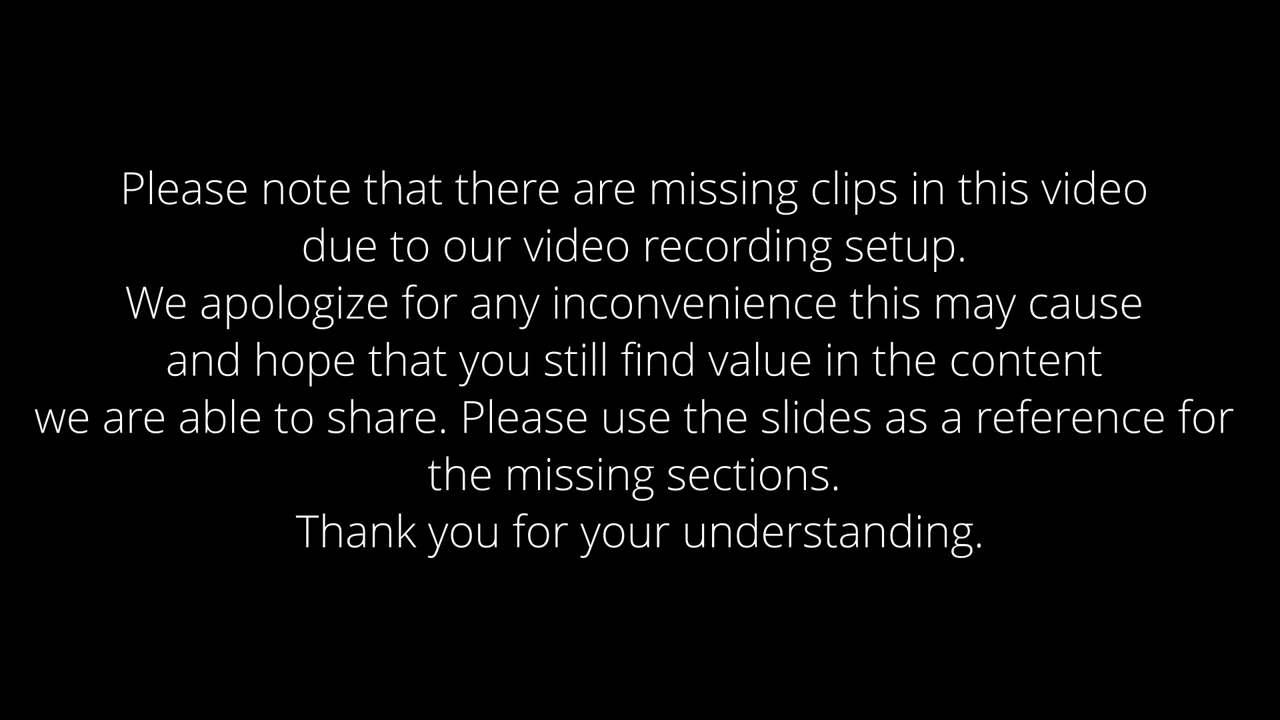 Please note that there are missing clips in this video
due to our video recording setup.
We apologize for any inconvenience this may cause
and hope that you still find value in the content
we are able to share. Please use the slides as a reference for
the missing sections.
Thank you for your understanding.